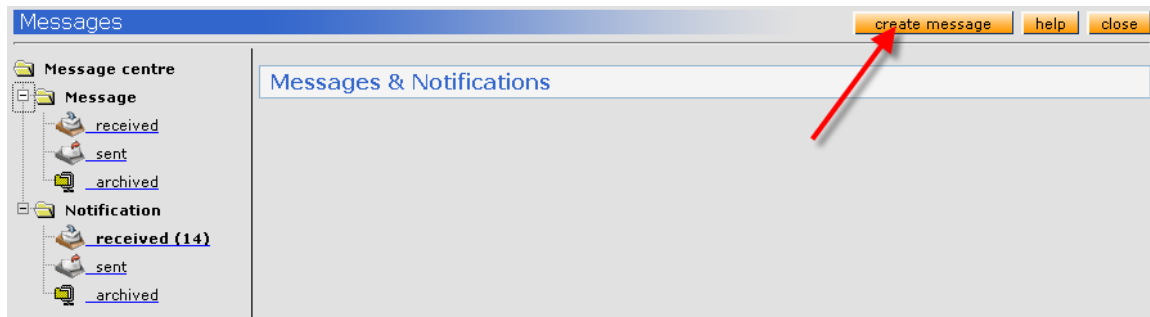 Messages
create message help close
Message centre
Messages & Notifications
Message
received
sent
archived
Notification
received (14)
sent
archived